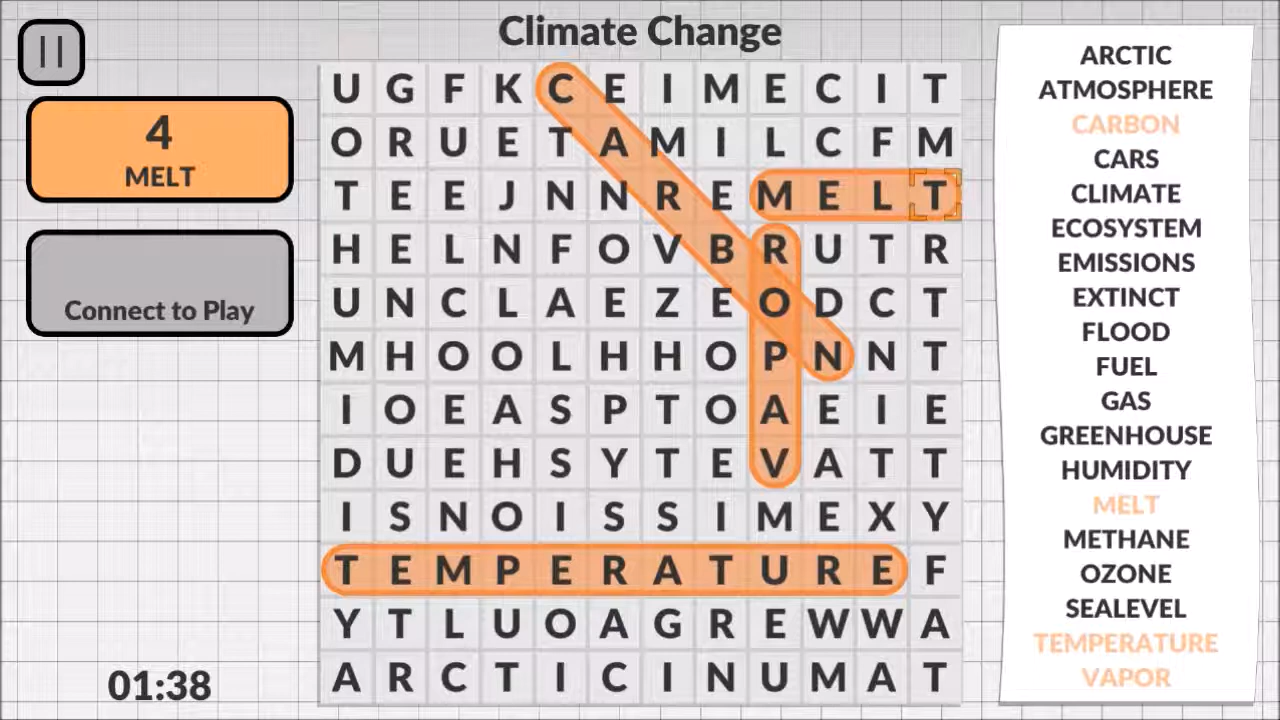 Climate Change
4
MELT
Connect to Play
01:38
U G F K C E I M E C I T
O R U E T A M I L C F M
T E E J N N R E M E L T
H E L N F O V B R U T R
U N C L A E Z E O D C T
M H O O L H H O P N N T
I O E A S P T O A E I E
D U E H S Y T E V A T T
I S N O I S S I M E X Y
T E M P E R A T U R E F
Y T L U O A G R E W W A
A R C T I C I N U M A T
ARCTIC
ATMOSPHERE
CARBON
CARS
CLIMATE
ECOSYSTEM
EMISSIONS
EXTINCT
FLOOD
FUEL
GAS
GREENHOUSE
HUMIDITY
MELT
METHANE
OZONE
SEALEVEL
TEMPERATURE
VAPOR